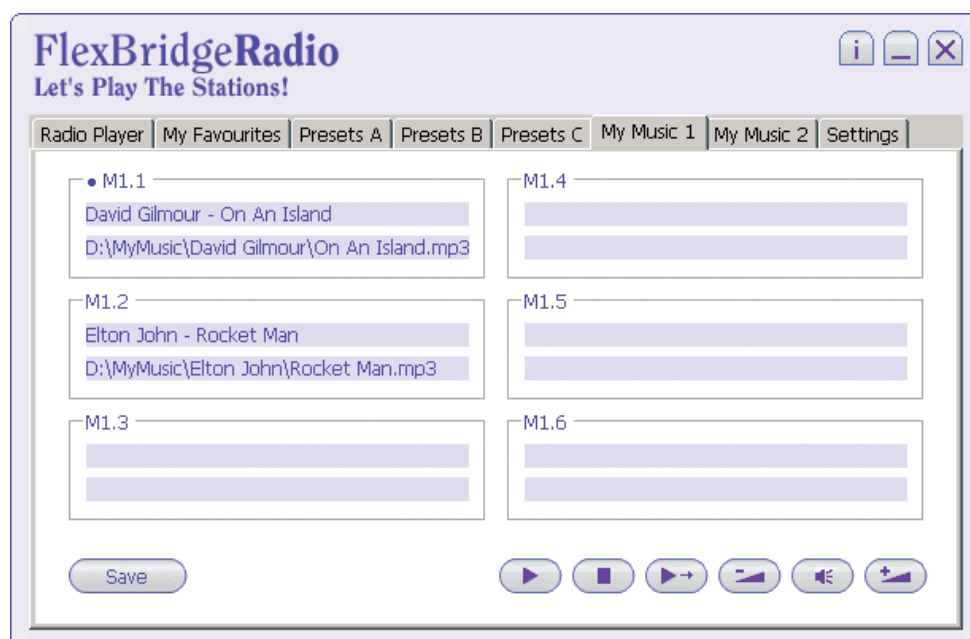 FlexBridgeRadio
Let's Play The Stations!
i
Radio Player My Favourites Presets A Presets B Presets C My Music 1 My Music 2 Settings
• M1.1
David Gilmour - On An Island
D:\MyMusic\David Gilmour\On An Island.mp3
M1.2
Elton John - Rocket Man
D:\MyMusic\Elton John\Rocket Man.mp3
M1.3
M1.4
M1.5
M1.6
Save